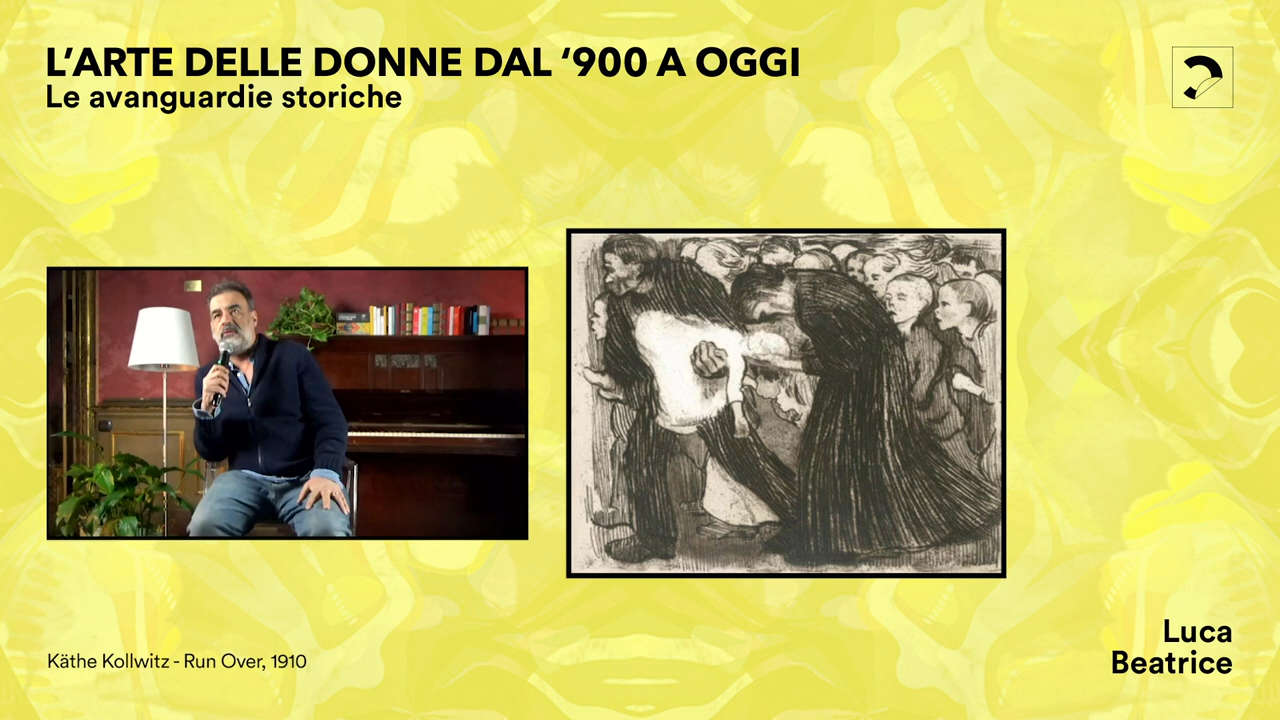 L’ARTE DELLE DONNE DAL ‘900 A OGGI
Le avanguardie storiche
Käthe Kollwitz - Run Over, 1910
Luca
Beatrice